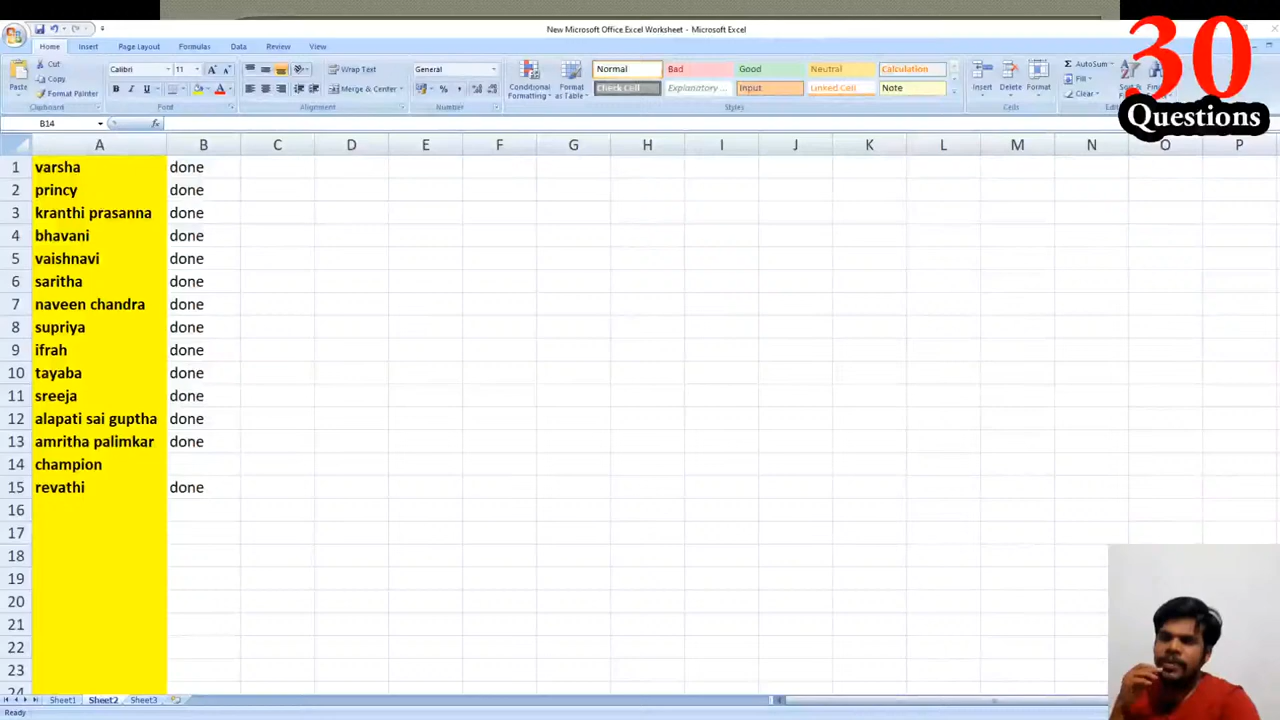 New Microsoft Office Excel Worksheet - Microsoft Excel
30
Questions
Home Insert Page Layout Formulas Data Review View
Cut
Copy
Format Painter
Paste
Clipboard
Calibri 11
B I U
Font
Wrap Text
Merge & Center
Alignment
General
$ % ,
Number
Conditional Formatting
Format as Table
Normal Bad Good Neutral Calculation
Check Cell Explanatory ... Input Linked Cell Note
Styles
Insert Delete Format
Cells
AutoSum
Fill
Clear
B14
fx
A B C D E F G H I J K L M N O P
1 varsha done
2 princy done
3 kranthi prasanna done
4 bhavani done
5 vaishnavi done
6 saritha done
7 naveen chandra done
8 supriya done
9 ifrah done
10 tayaba done
11 sreeja done
12 alapati sai guptha done
13 amritha palimkar done
14 champion
15 revathi done
16
17
18
19
20
21
22
23
24
Sheet1 Sheet2 Sheet3
Ready